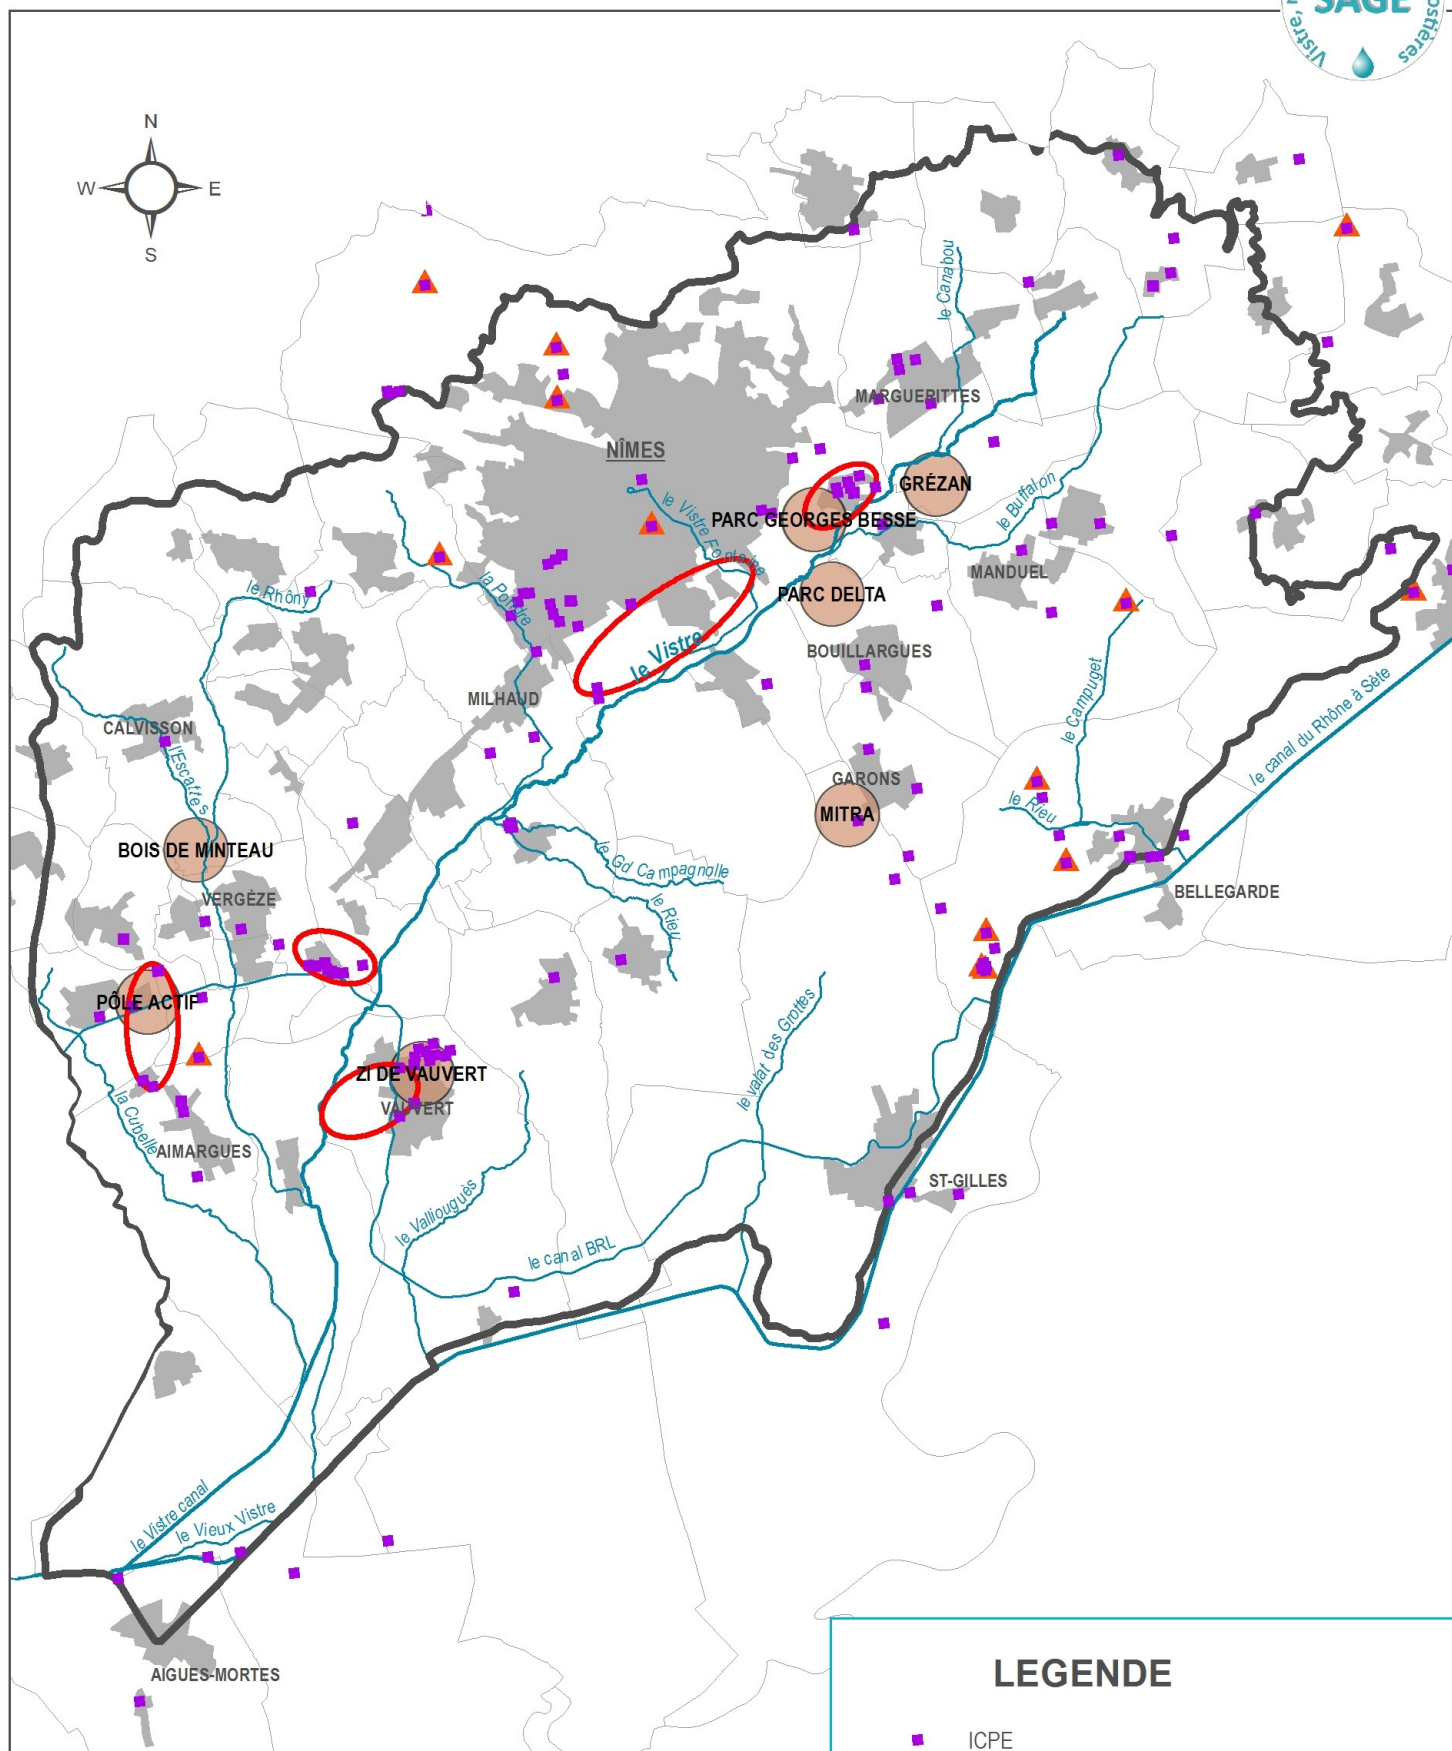 SAGE
Vistre,
ostières
N
W
E
S
le Canabou
MARGUERITTES
NÎMES
GRÉZAN
le Vistre Fontaine
PARC GEORGES BESSE
le Buffalon
MANDUEL
le Rhôny
la Pondre
PARC DELTA
le Vistre
BOUILLARGUES
MILHAUD
CALVISSON
le Campuget
le canal du Rhône à Sète
l'Escattes
GARONS
MITRA
le Rieu
BOIS DE MINTEAU
le Gd Campagnolle
VERGÈZE
BELLEGARDE
le Rieu
PÔLE ACTIF
le valat des Grottes
ZI DE VAUVERT
VAUVERT
la Cubelle
AIMARGUES
ST-GILLES
le Valliouguès
le canal BRL
le Vistre canal
le Vieux Vistre
AIGUES-MORTES
LEGENDE
ICPE